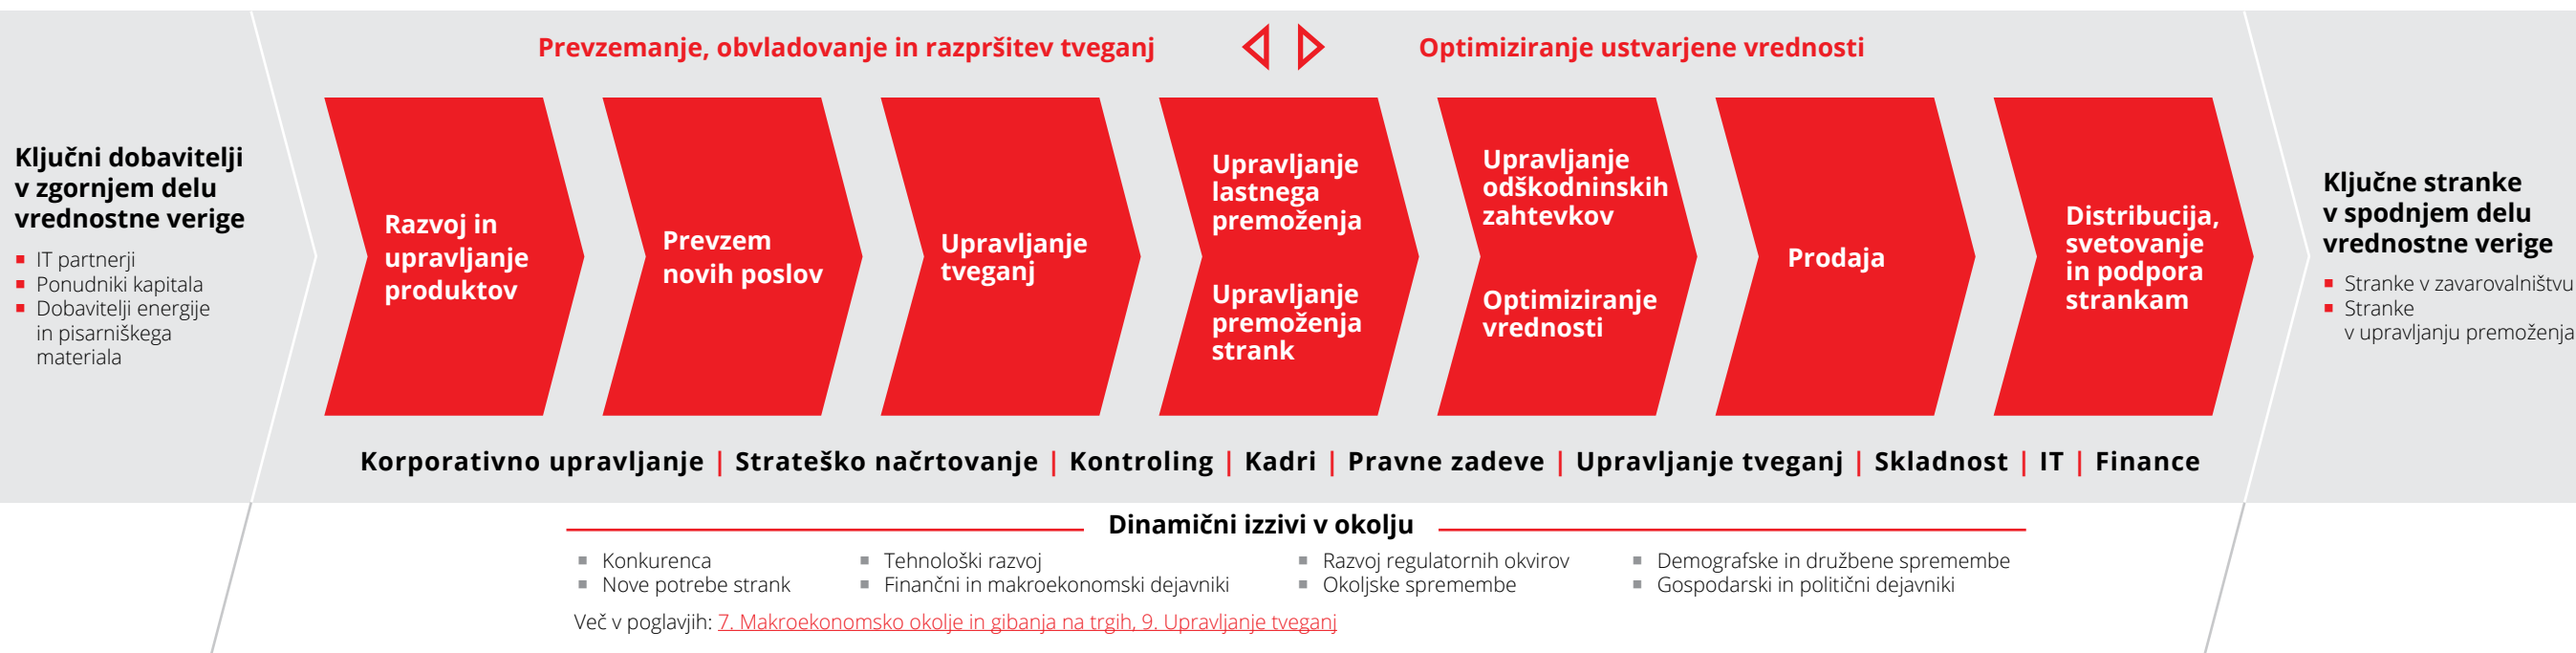 Prevzemanje, obvladovanje in razpršitev tveganj
Optimiziranje ustvarjene vrednosti
Ključni dobavitelji
v zgornjem delu
vrednostne verige
IT partnerji
Ponudniki kapitala
Dobavitelji energije
in pisarniškega
materiala
Razvoj in
upravljanje
produktov
Prevzem
novih poslov
Upravljanje
tveganj
Upravljanje
lastnega
premoženja
Upravljanje
premoženja
strank
Upravljanje
odškodninskih
zahtevkov
Optimiziranje
vrednosti
Prodaja
Distribucija,
svetovanje
in podpora
strankam
Ključne stranke
v spodnjem delu
vrednostne verige
Stranke v zavarovalništvu
Stranke
v upravljanju premoženja
Korporativno upravljanje | Strateško načrtovanje | Kontroling | Kadri | Pravne zadeve | Upravljanje tveganj | Skladnost | IT | Finance
Dinamični izzivi v okolju
Konkurenca
Nove potrebe strank
Tehnološki razvoj
Finančni in makroekonomski dejavniki
Razvoj regulatornih okvirov
Okoljske spremembe
Demografske in družbene spremembe
Gospodarski in politični dejavniki
Več v poglavjih: 7. Makroekonomsko okolje in gibanja na trgih, 9. Upravljanje tveganj